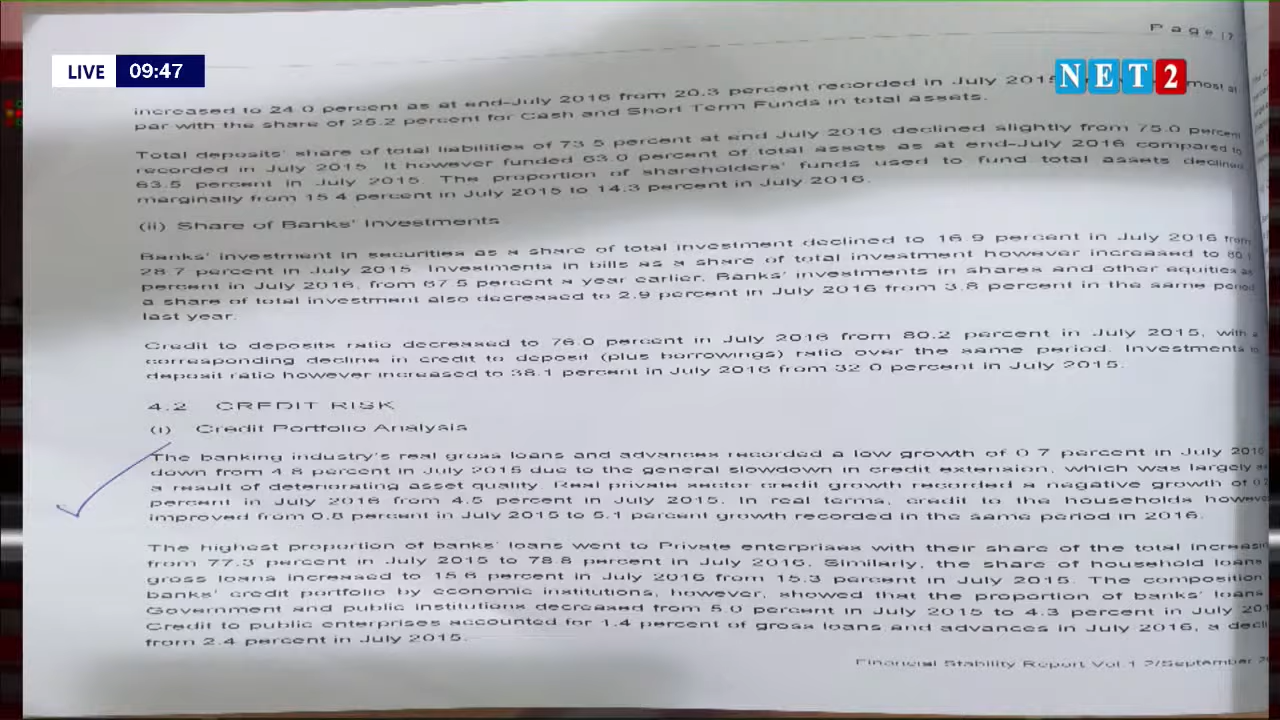 Page | 7
LIVE 09:47
NET2
increased to 24.0 percent as at end-July 2016 from 20.3 percent recorded in July 2015 most at
par with the share of 25.2 percent for Cash and Short Term Funds in total assets.
Total deposits' share of total liabilities of 73.5 percent at end July 2016 declined slightly from 75.0 percent
recorded in July 2015. It however funded 63.0 percent of total assets as at end-July 2016 compared to
63.5 percent in July 2015. The proportion of shareholders' funds used to fund total assets declined
marginally from 15.4 percent in July 2015 to 14.3 percent in July 2016.
(ii) Share of Banks' Investments
Banks' investment in securities as a share of total investment declined to 16.9 percent in July 2016 from
28.7 percent in July 2015. Investments in bills as a share of total investment however increased to 80.1
percent in July 2016, from 67.5 percent a year earlier. Banks' investments in shares and other equities as
a share of total investment also decreased to 2.9 percent in July 2016 from 3.8 percent in the same period
last year.
Credit to deposits ratio decreased to 76.0 percent in July 2016 from 80.2 percent in July 2015, with a
corresponding decline in credit to deposit (plus borrowings) ratio over the same period. Investments to
deposit ratio however increased to 38.1 percent in July 2016 from 32.0 percent in July 2015.
4.2 CREDIT RISK
(i) Credit Portfolio Analysis
The banking industry's real gross loans and advances recorded a low growth of 0.7 percent in July 2016
down from 4.8 percent in July 2015 due to the general slowdown in credit extension, which was largely as
a result of deteriorating asset quality. Real private sector credit growth recorded a negative growth of
percent in July 2016 from 4.5 percent in July 2015. In real terms, credit to the households however
improved from 0.8 percent in July 2015 to 5.1 percent growth recorded in the same period in 2016.
The highest proportion of banks' loans went to Private enterprises with their share of the total increasi
from 77.3 percent in July 2015 to 78.8 percent in July 2016. Similarly, the share of household loans
gross loans increased to 15.6 percent in July 2016 from 15.3 percent in July 2015. The composition
banks' credit portfolio by economic institutions, however, showed that the proportion of banks' loans
Government and public institutions decreased from 5.0 percent in July 2015 to 4.3 percent in July 201
Credit to public enterprises accounted for 1.4 percent of gross loans and advances in July 2016, a decli
from 2.4 percent in July 2015.
Financial Stability Report Vol.1 2/September